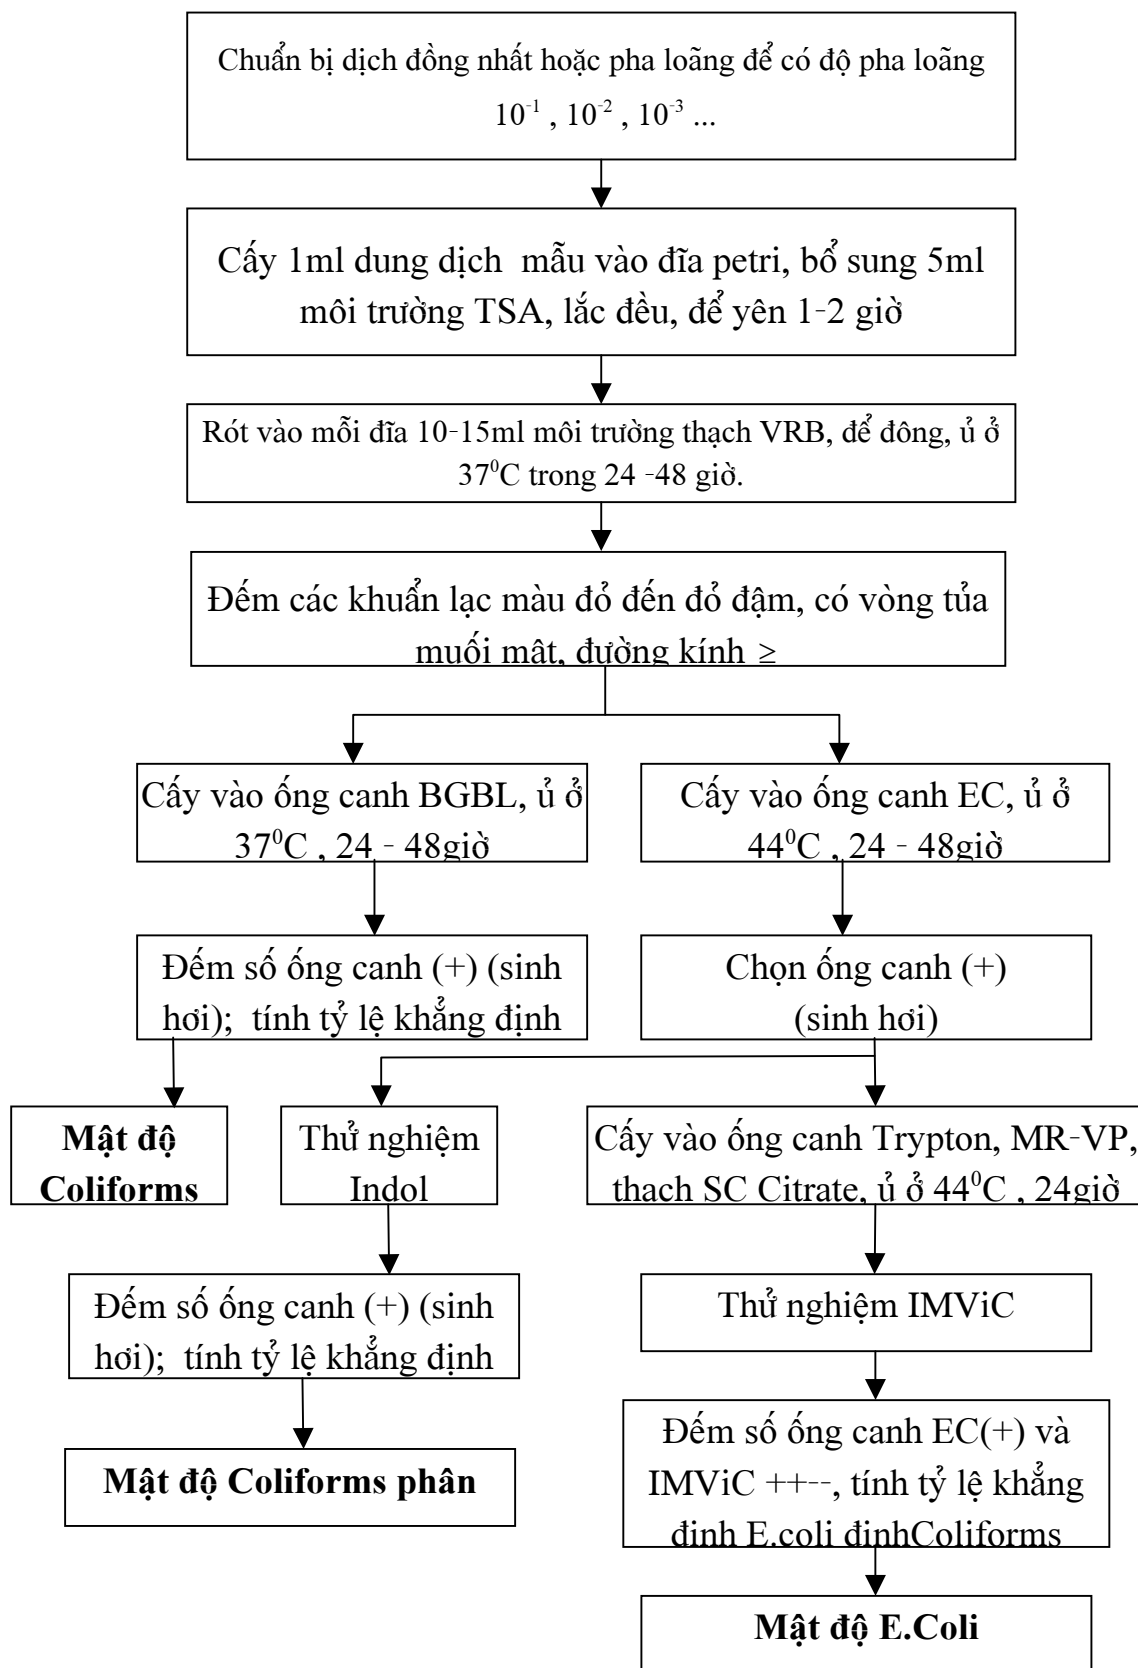 Chuẩn bị dịch đồng nhất hoặc pha loãng để có độ pha loãng
10⁻¹ , 10⁻² , 10⁻³ ...
Cấy 1ml dung dịch mẫu vào đĩa petri, bổ sung 5ml
môi trường TSA, lắc đều, để yên 1-2 giờ
Rót vào mỗi đĩa 10-15ml môi trường thạch VRB, để đông, ủ ở
37⁰C trong 24 -48 giờ.
Đếm các khuẩn lạc màu đỏ đến đỏ đậm, có vòng tủa
muối mật, đường kính ≥
Cấy vào ống canh BGBL, ủ ở
37⁰C , 24 - 48giờ
Cấy vào ống canh EC, ủ ở
44⁰C , 24 - 48giờ
Đếm số ống canh (+) (sinh
hơi); tính tỷ lệ khẳng định
Chọn ống canh (+)
(sinh hơi)
Mật độ
Coliforms
Thử nghiệm
Indol
Cấy vào ống canh Trypton, MR-VP,
thạch SC Citrate, ủ ở 44⁰C , 24giờ
Đếm số ống canh (+) (sinh
hơi); tính tỷ lệ khẳng định
Thử nghiệm IMViC
Mật độ Coliforms phân
Đếm số ống canh EC(+) và
IMViC ++--, tính tỷ lệ khẳng
định E.coli địnhColiforms
Mật độ E.Coli